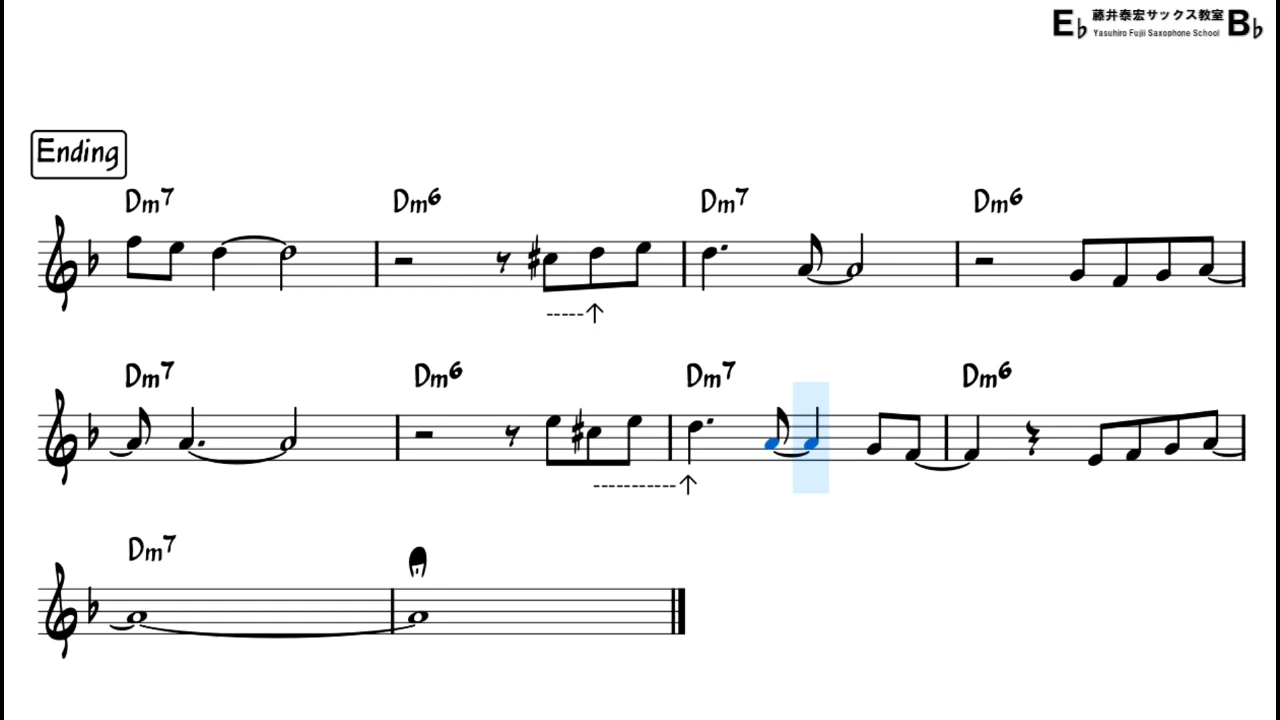 E♭ 藤井泰宏サックス教室 B♭
Yasuhiro Fujii Saxophone School
Ending
Dm7 Dm6 Dm7 Dm6
Dm7 Dm6 Dm7 Dm6
Dm7